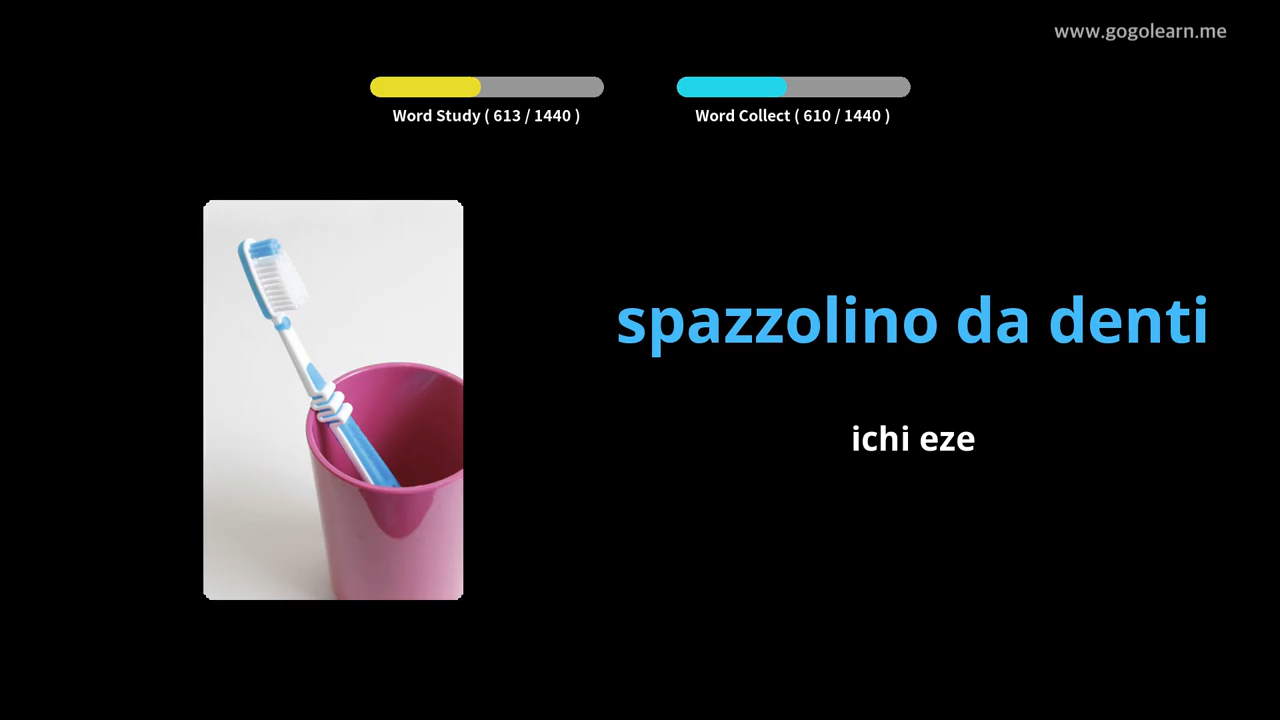 www.gogolearn.me
Word Study ( 613 / 1440 )
Word Collect ( 610 / 1440 )
spazzolino da denti
ichi eze